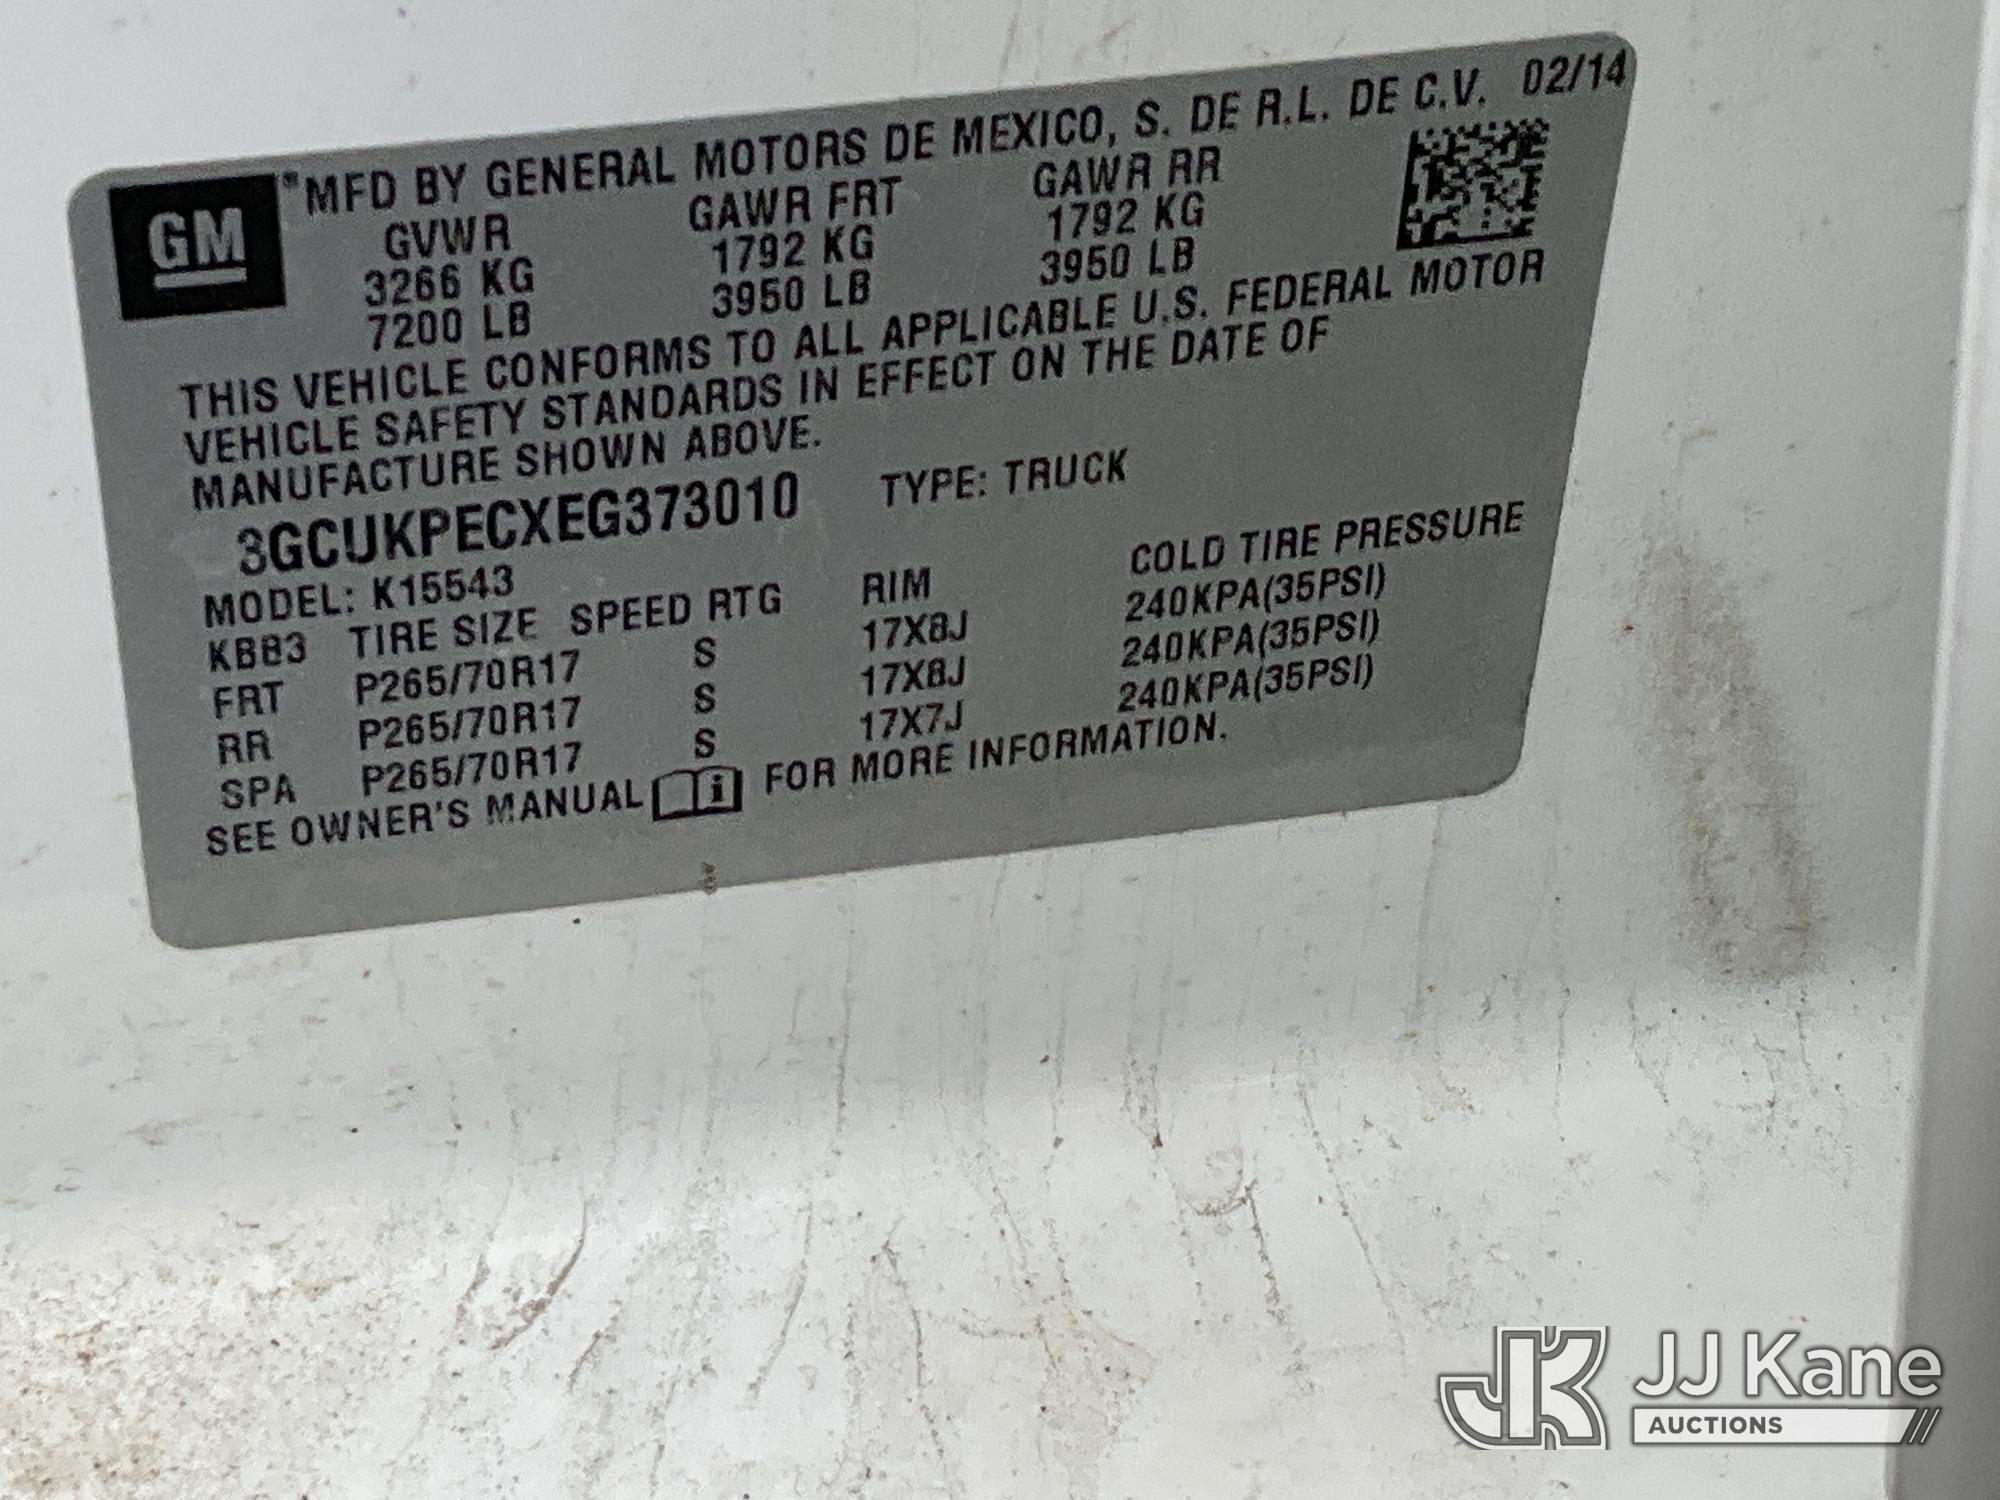 GM
MFD BY GENERAL MOTORS DE MEXICO, S. DE R.L. DE C.V. 02/14
GVWR GAWR FRT GAWR RR
3266 KG 1792 KG 1792 KG
7200 LB 3950 LB 3950 LB
THIS VEHICLE CONFORMS TO ALL APPLICABLE U.S. FEDERAL MOTOR
VEHICLE SAFETY STANDARDS IN EFFECT ON THE DATE OF
MANUFACTURE SHOWN ABOVE.
3GCUKPECXEG373010 TYPE: TRUCK
MODEL: K15543
KBB3 TIRE SIZE SPEED RTG RIM COLD TIRE PRESSURE
FRT P265/70R17 S 17X8J 240KPA(35PSI)
RR P265/70R17 S 17X8J 240KPA(35PSI)
SPA P265/70R17 S 17X7J 240KPA(35PSI)
SEE OWNER'S MANUAL i FOR MORE INFORMATION.
JK JJ Kane
AUCTIONS